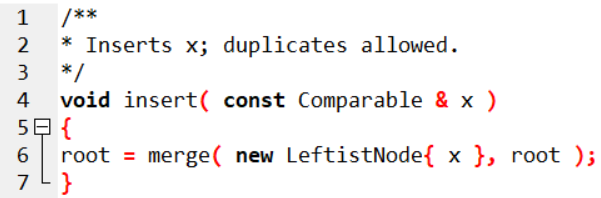 1 /**
2 * Inserts x; duplicates allowed.
3 */
4 void insert( const Comparable & x )
5 {
6 root = merge( new LeftistNode{ x }, root );
7 }